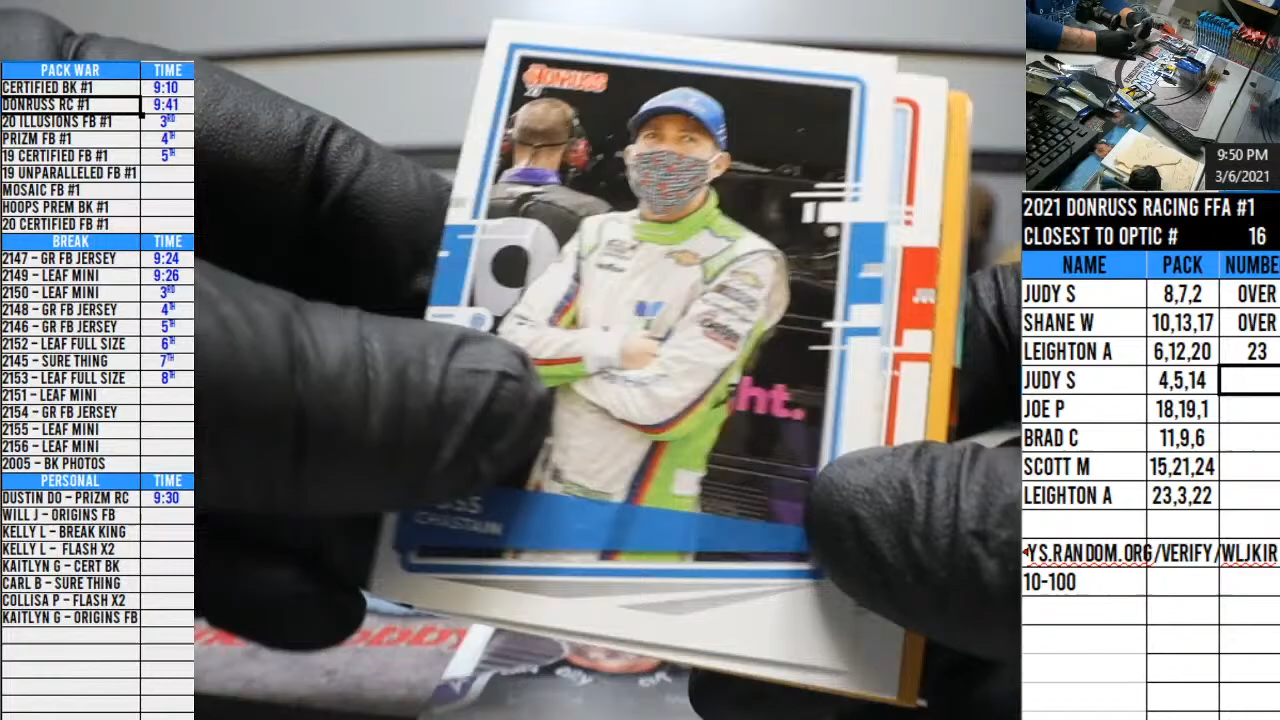 PACK WAR TIME
CERTIFIED BK #1 9:10
DONRUSS RC #1 9:41
20 ILLUSIONS FB #1 3RD
PRIZM FB #1 4TH
19 CERTIFIED FB #1 5TH
19 UNPARALLELED FB #1
MOSAIC FB #1
HOOPS PREM BK #1
20 CERTIFIED FB #1
BREAK TIME
2147 – GR FB JERSEY 9:24
2149 – LEAF MINI 9:26
2150 – LEAF MINI 3RD
2148 – GR FB JERSEY 4TH
2146 – GR FB JERSEY 5TH
2152 – LEAF FULL SIZE 6TH
2145 – SURE THING 7TH
2153 – LEAF FULL SIZE 8TH
2151 – LEAF MINI
2154 – GR FB JERSEY
2155 – LEAF MINI
2156 – LEAF MINI
2005 – BK PHOTOS
PERSONAL TIME
DUSTIN DO – PRIZM RC 9:30
WILL J – ORIGINS FB
KELLY L – BREAK KING
KELLY L – FLASH X2
KAITLYN G – CERT BK
CARL B – SURE THING
COLLISA P – FLASH X2
KAITLYN G – ORIGINS FB
Donruss
ht.
CHASTAIN
9:50 PM
3/6/2021
2021 DONRUSS RACING FFA #1
CLOSEST TO OPTIC # 16
NAME PACK NUMBE
JUDY S 8,7,2 OVER
SHANE W 10,13,17 OVER
LEIGHTON A 6,12,20 23
JUDY S 4,5,14
JOE P 18,19,1
BRAD C 11,9,6
SCOTT M 15,21,24
LEIGHTON A 23,3,22
YS.RANDOM.ORG/VERIFY/WLJKIR
10-100